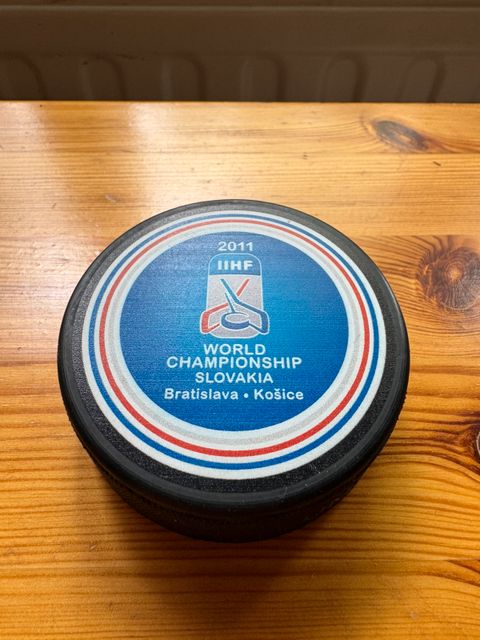 2011
IIHF
WORLD
CHAMPIONSHIP
SLOVAKIA
Bratislava • Košice